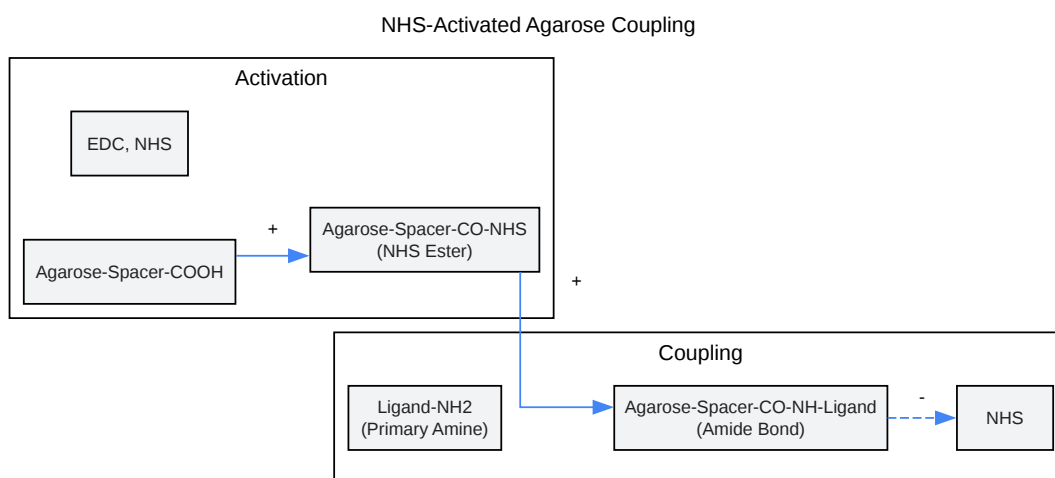 NHS-Activated Agarose Coupling
Activation
EDC, NHS
+
Agarose-Spacer-CO-NHS
(NHS Ester)
Agarose-Spacer-COOH
+
Coupling
Ligand-NH2
(Primary Amine)
Agarose-Spacer-CO-NH-Ligand
(Amide Bond)
-
NHS